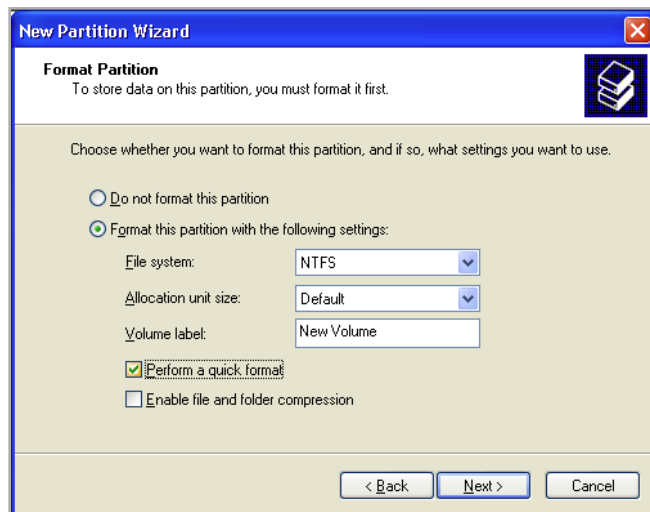 New Partition Wizard
Format Partition
To store data on this partition, you must format it first.
Choose whether you want to format this partition, and if so, what settings you want to use.
Do not format this partition
Format this partition with the following settings:
File system:
NTFS
Allocation unit size:
Default
Volume label:
New Volume
Perform a quick format
Enable file and folder compression
< Back
Next >
Cancel